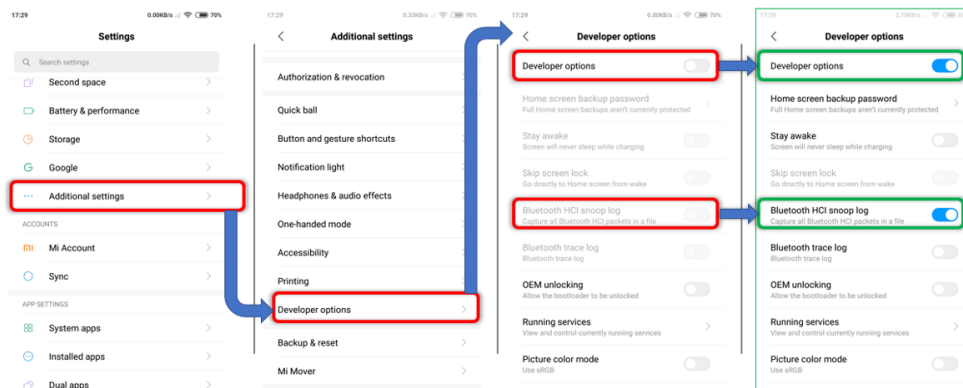 17:29
0.00KB/s
70%
Settings
Search settings
Second space
Battery & performance
Storage
Google
Additional settings
ACCOUNTS
Mi Account
Sync
APP SETTINGS
System apps
Installed apps
Dual apps
17:29
0.33KB/s
70%
Additional settings
Authorization & revocation
Quick ball
Button and gesture shortcuts
Notification light
Headphones & audio effects
One-handed mode
Accessibility
Printing
Developer options
Backup & reset
Mi Mover
17:29
0.00KB/s
70%
Developer options
Developer options
Home screen backup password
Full Home screen backups aren't currently protected
Stay awake
Screen will never sleep while charging
Skip screen lock
Go directly to Home screen from wake
Bluetooth HCI snoop log
Capture all Bluetooth HCI packets in a file
Bluetooth trace log
Bluetooth trace log
OEM unlocking
Allow the bootloader to be unlocked
Running services
View and control currently running services
Picture color mode
Use sRGB
17:29
2.79KB/s
Developer options
Developer options
Home screen backup password
Full Home screen backups aren't currently protected
Stay awake
Screen will never sleep while charging
Skip screen lock
Go directly to Home screen from wake
Bluetooth HCI snoop log
Capture all Bluetooth HCI packets in a file
Bluetooth trace log
Bluetooth trace log
OEM unlocking
Allow the bootloader to be unlocked
Running services
View and control currently running services
Picture color mode
Use sRGB